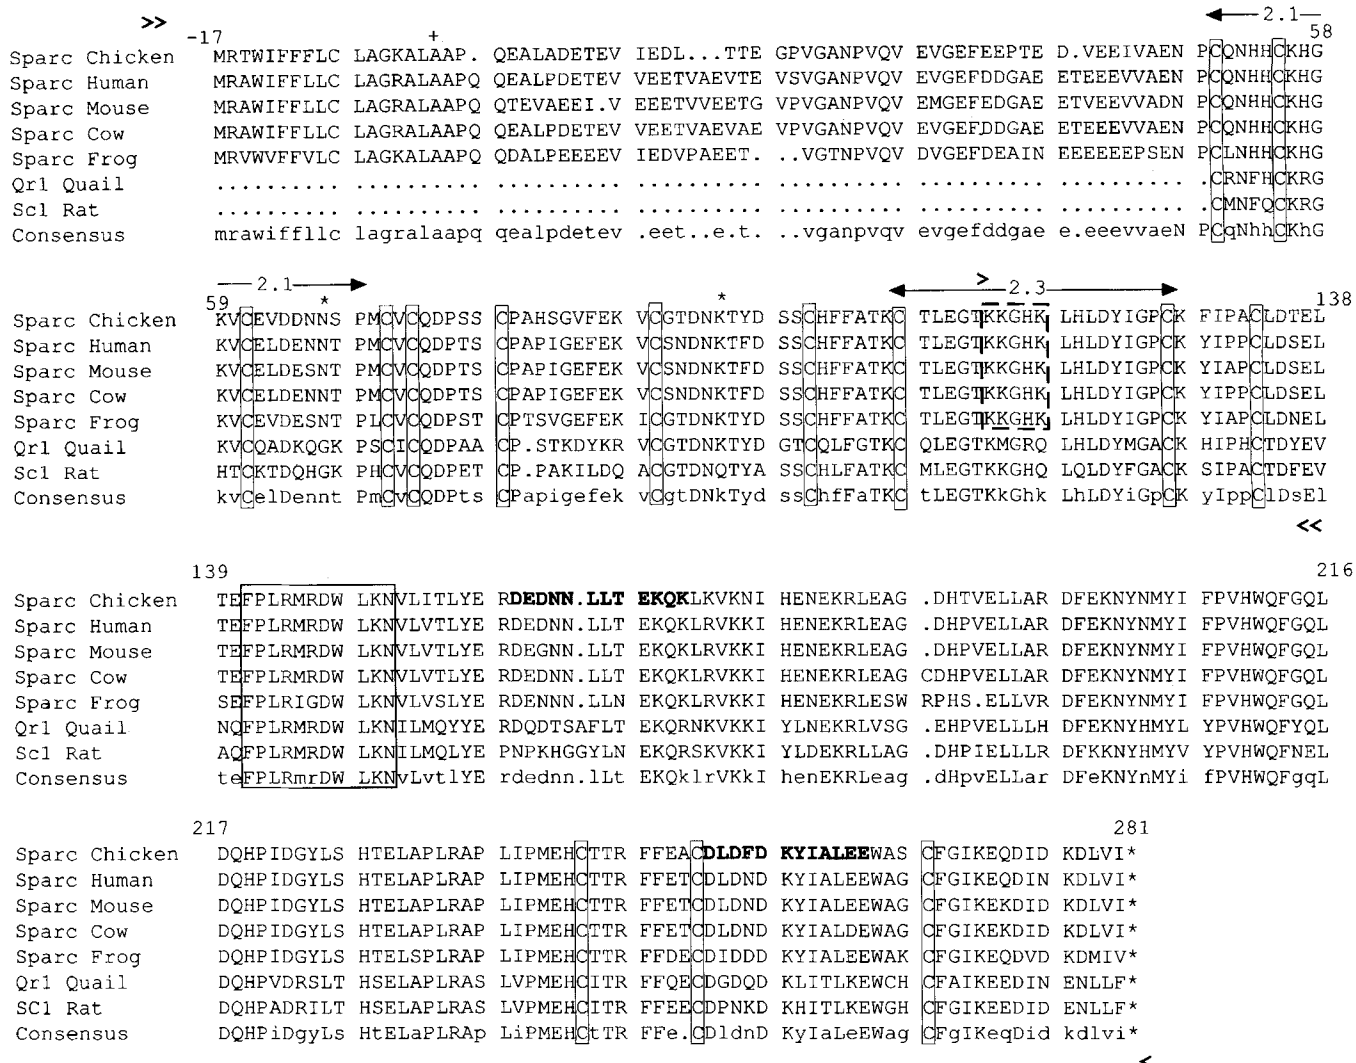 >>
-17 + ◄— 2.1 — 58
Sparc Chicken MRTWIFFFLC LAGKALAAP. QEALADETEV IEDL...TTE GPVGANPVQV EVGEFEEPTE D.VEEIVAEN PCQNHHCKHG
Sparc Human MRAWIFFLLC LAGRALAAPQ QEALPDETEV VEETVAEVTE VSVGANPVQV EVGEFDDGAE ETEEEVVAEN PCQNHHCKHG
Sparc Mouse MRAWIFFLLC LAGRALAAPQ QTEVAEEI.V EEETVVEETG VPVGANPVQV EMGEFEDGAE ETVEEVVADN PCQNHHCKHG
Sparc Cow MRAWIFFLLC LAGRALAAPQ QEALPDETEV VEETVAEVAE VPVGANPVQV EVGEFDDGAE ETEEEVVAEN PCQNHHCKHG
Sparc Frog MRVWVFFVLC LAGKALAAPQ QDALPEEEEV IEDVPAEET. ..VGTNPVQV DVGEFDEAIN EEEEEEPSEN PCLNHHCKHG
Qr1 Quail .......... .......... .......... .......... .......... .......... .......... .CRNFHCKRG
Sc1 Rat .......... .......... .......... .......... .......... .......... .......... .CMNFQCKRG
Consensus mrawiffllc lagralaapq qealpdetev .eet..e.t. ..vganpvqv evgefddgae e.eeevvaeN PCqNhhCKhG
— 2.1 —► > ◄— 2.3 —►
59 * * 138
Sparc Chicken KVCEVDDNNS PMCVCQDPSS CPAHSGVFEK VCGTDNKTYD SSCHFFATKC TLEGTKKGHK LHLDYIGPCK FIPACLDTEL
Sparc Human KVCELDENNT PMCVCQDPTS CPAPIGEFEK VCSNDNKTFD SSCHFFATKC TLEGTKKGHK LHLDYIGPCK YIPPCLDSEL
Sparc Mouse KVCELDESNT PMCVCQDPTS CPAPIGEFEK VCSNDNKTFD SSCHFFATKC TLEGTKKGHK LHLDYIGPCK YIAPCLDSEL
Sparc Cow KVCELDENNT PMCVCQDPTS CPAPIGEFEK VCSNDNKTFD SSCHFFATKC TLEGTKKGHK LHLDYIGPCK YIPPCLDSEL
Sparc Frog KVCEVDESNT PLCVCQDPST CPTSVGEFEK ICGTDNKTYD SSCHFFATKC TLEGTKKGHK LHLDYIGPCK YIAPCLDNEL
Qr1 Quail KVCQADKQGK PSCICQDPAA CP.STKDYKR VCGTDNKTYD GTCQLFGTKC QLEGTKMGRQ LHLDYMGACK HIPHCTDYEV
Sc1 Rat HTCKTDQHGK PHCVCQDPET CP.PAKILDQ ACGTDNQTYA SSCHLFATKC MLEGTKKGHQ LQLDYFGACK SIPACTDFEV
Consensus kvCelDennt PmCvCQDPtS CPapigefek vCgtDNkTyd ssChfFaTKC tLEGTKkGhk LhLDYiGpCK yIppClDsEl
<<
139 216
Sparc Chicken TEFPLRMRDW LKNVLITLYE RDEDNN.LLT EKQKLKVKNI HENEKRLEAG .DHTVELLAR DFEKNYNMYI FPVHWQFGQL
Sparc Human TEFPLRMRDW LKNVLVTLYE RDEDNN.LLT EKQKLRVKKI HENEKRLEAG .DHPVELLAR DFEKNYNMYI FPVHWQFGQL
Sparc Mouse TEFPLRMRDW LKNVLVTLYE RDEGNN.LLT EKQKLRVKKI HENEKRLEAG .DHPVELLAR DFEKNYNMYI FPVHWQFGQL
Sparc Cow TEFPLRMRDW LKNVLVTLYE RDEDNN.LLT EKQKLRVKKI HENEKRLEAG CDHPVELLAR DFEKNYNMYI FPVHWQFGQL
Sparc Frog SEFPLRIGDW LKNVLVSLYE RDENNN.LLN EKQKLRVKKI HENEKRLESW RPHS.ELLVR DFEKNYNMYI FPVHWQFGQL
Qr1 Quail NQFPLRMRDW LKNILMQYYE RDQDTSAFLT EKQRNKVKKI YLNEKRLVSG .EHPVELLLH DFEKNYHMYL YPVHWQFYQL
Sc1 Rat AQFPLRMRDW LKNILMQLYE PNPKHGGYLN EKQRSKVKKI YLDEKRLLAG .DHPIELLLR DFKKNYHMYV YPVHWQFNEL
Consensus teFPLRmrDW LKNvLvtlYE rdednn.lLt EKQklrVKkI henEKRLeag .dHpvELLar DFeKNYnMYi fPVHWQFgqL
217 281
Sparc Chicken DQHPIDGYLS HTELAPLRAP LIPMEHCTTR FFEACDLDFD KYIALEEWAS CFGIKEQDID KDLVI*
Sparc Human DQHPIDGYLS HTELAPLRAP LIPMEHCTTR FFETCDLDND KYIALEEWAG CFGIKEQDIN KDLVI*
Sparc Mouse DQHPIDGYLS HTELAPLRAP LIPMEHCTTR FFETCDLDND KYIALEEWAG CFGIKEKDID KDLVI*
Sparc Cow DQHPIDGYLS HTELAPLRAP LIPMEHCTTR FFETCDLDND KYIALDEWAG CFGIKEQDID KDLVI*
Sparc Frog DQHPIDGYLS HTELSPLRAP LIPMEHCTTR FFDECDIDDD KYIALEEWAK CFGIKEQDVD KDMIV*
Qr1 Quail DQHPVDRSLT HSELAPLRAS LVPMEHCITR FFQECDGDQD KLITLKEWCH CFAIKEEDIN ENLLF*
SC1 Rat DQHPADRILT HSELAPLRAS LVPMEHCITR FFEECDPNKD KHITLKEWGH CFGIKEEDID ENLLF*
Consensus DQHPiDgyLS HtELaPLRAp LiPMEHCtTR FFe.CDldnD KyIaLeEWag CFgIKeqDid kdlvi*
<